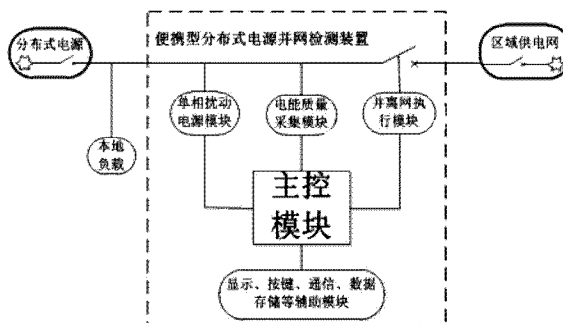 分布式电源
便携型分布式电源并网检测装置
区域供电网
单相扰动
电源模块
电能质量
采集模块
并离网执
行模块
本地
负载
主控
模块
显示、按键、通信、数据
存储等辅助模块